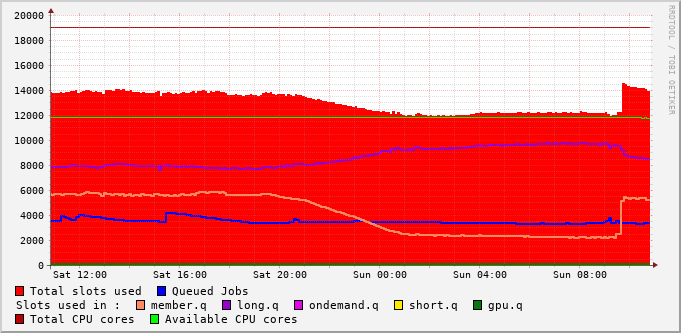 RRDTOOL / TOBI OETIKER
20000
18000
16000
14000
12000
10000
8000
6000
4000
2000
0
Sat 12:00 Sat 16:00 Sat 20:00 Sun 00:00 Sun 04:00 Sun 08:00
Total slots used Queued Jobs
Slots used in : member.q long.q ondemand.q short.q gpu.q
Total CPU cores Available CPU cores